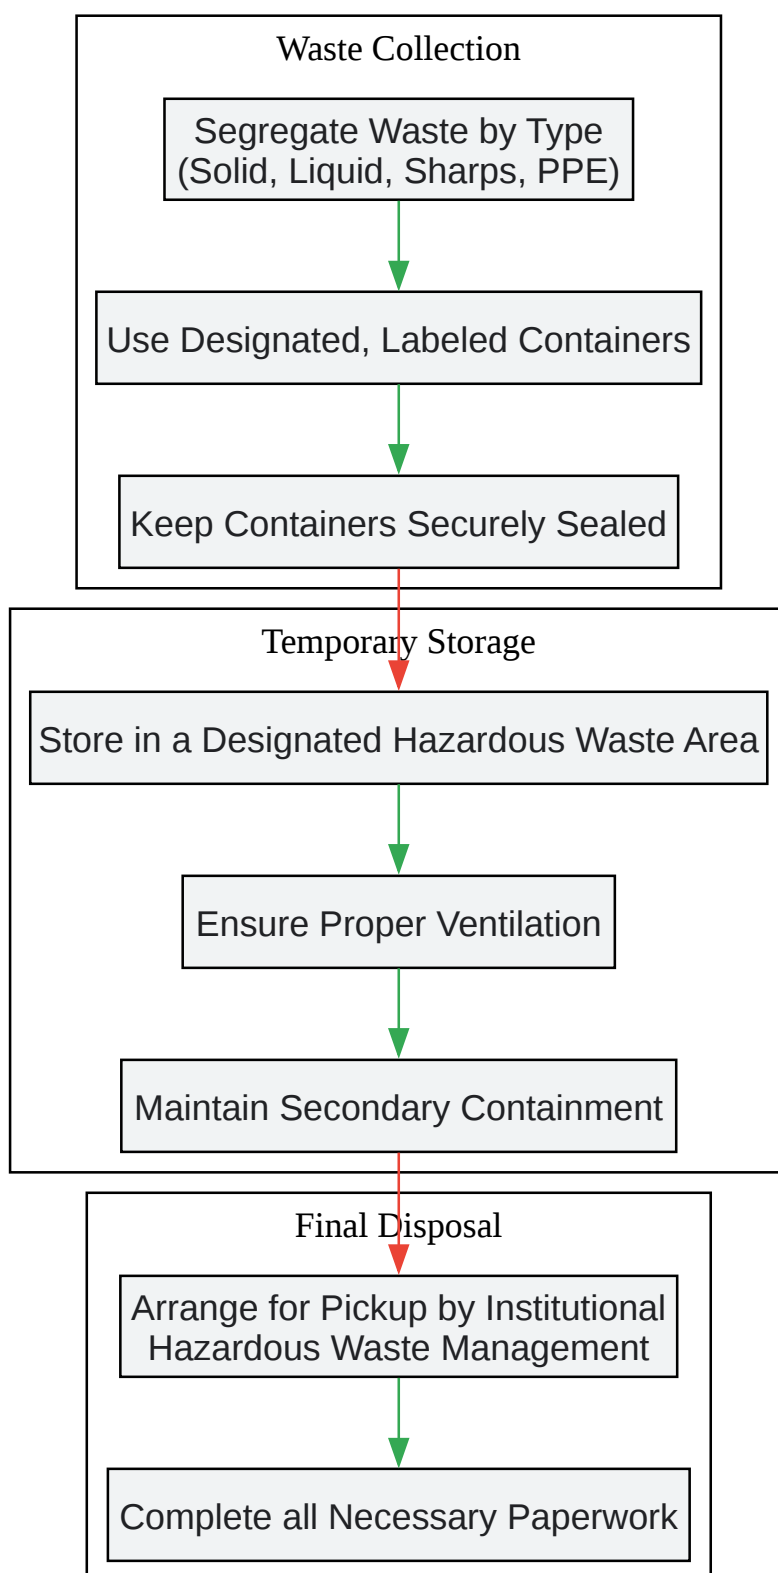 Waste Collection
Segregate Waste by Type
(Solid, Liquid, Sharps, PPE)
Use Designated, Labeled Containers
Keep Containers Securely Sealed
Temporary Storage
Store in a Designated Hazardous Waste Area
Ensure Proper Ventilation
Maintain Secondary Containment
Final Disposal
Arrange for Pickup by Institutional
Hazardous Waste Management
Complete all Necessary Paperwork